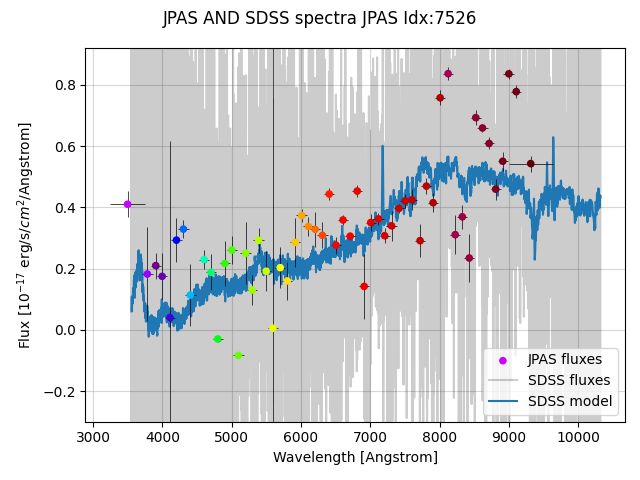 JPAS AND SDSS spectra JPAS Idx:7526
Flux [10⁻¹⁷ erg/s/cm²/Angstrom]
0.8
0.6
0.4
0.2
0.0
−0.2
JPAS fluxes
SDSS fluxes
SDSS model
3000 4000 5000 6000 7000 8000 9000 10000
Wavelength [Angstrom]